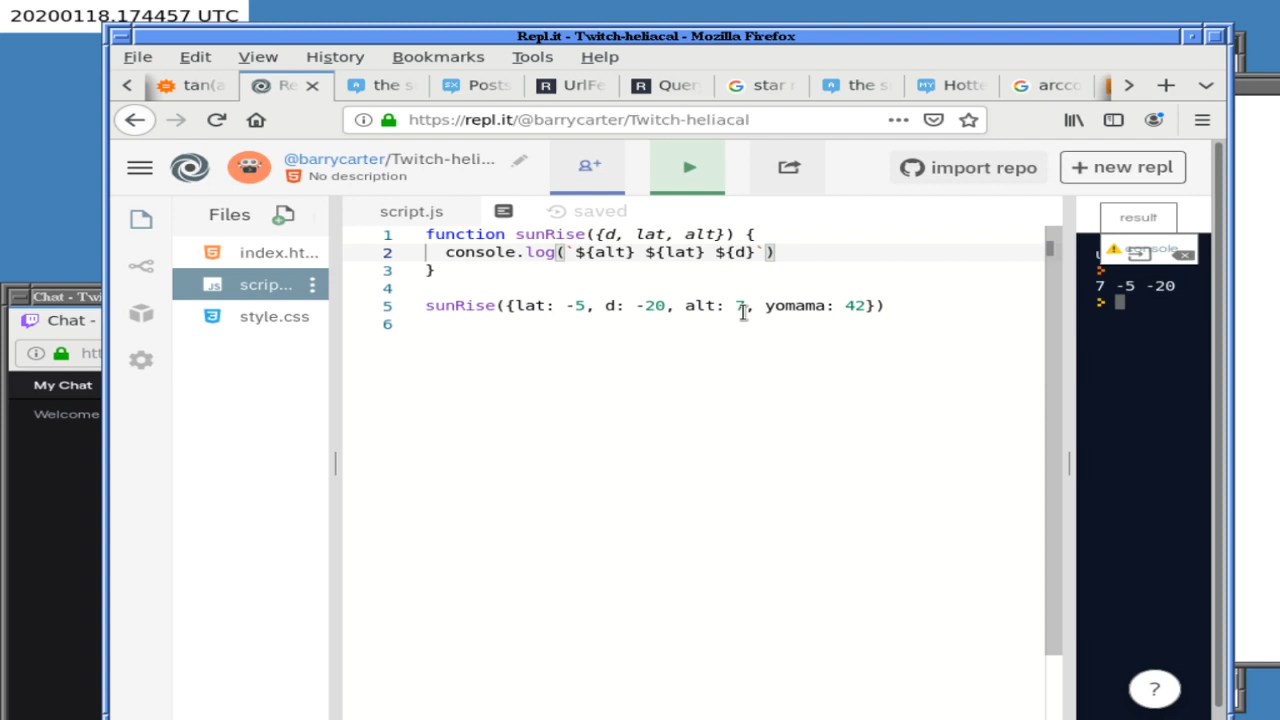 20200118.174457 UTC
Repl.it - Twitch-heliacal - Mozilla Firefox
File Edit View History Bookmarks Tools Help
tan(a Re the s Posts UrlFe Query star the s Hott arcco
https://repl.it/@barrycarter/Twitch-heliacal
@barrycarter/Twitch-heli...
No description
import repo
+ new repl
Files
script.js
saved
result
console
index.ht...
scrip...
style.css
1 function sunRise({d, lat, alt}) {
2 console.log(`${alt} ${lat} ${d}`)
3 }
4
5 sunRise({lat: -5, d: -20, alt: 7, yomama: 42})
6
7 -5 -20
Chat - Twi
Chat -
htt
My Chat
Welcome
?